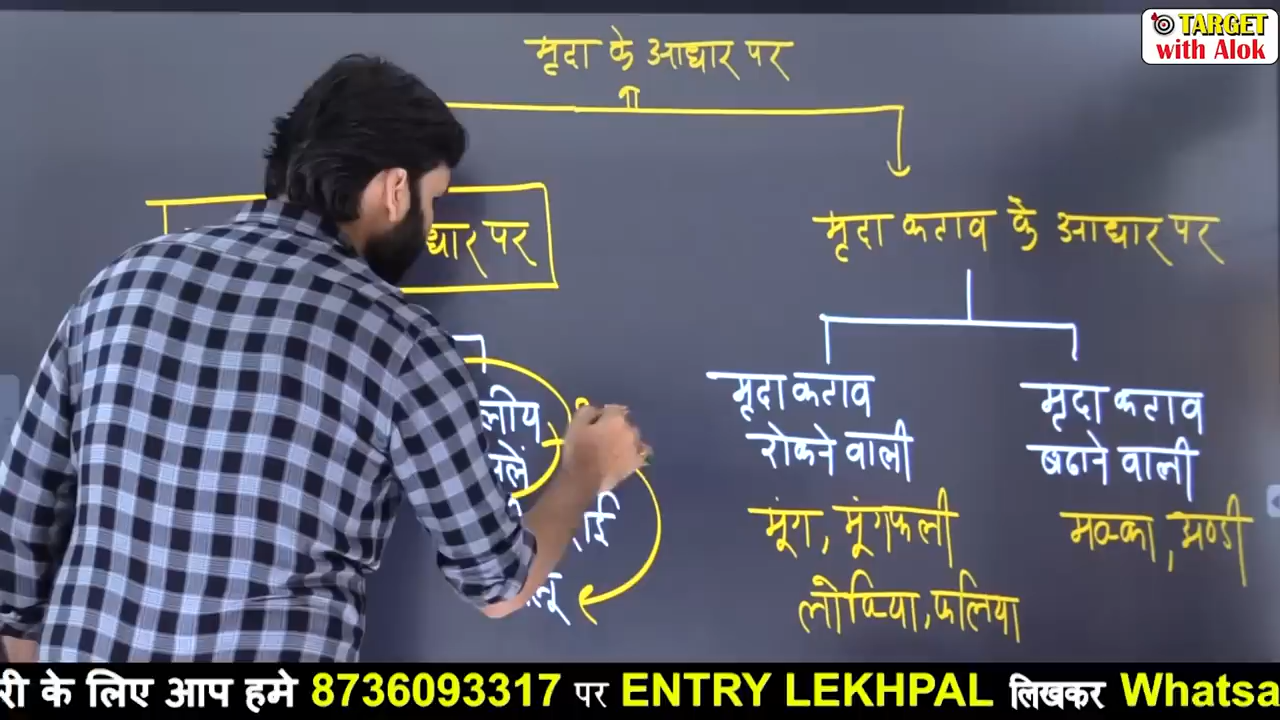 TARGET
with Alok
मृदा के आधार पर
धार पर
मृदा कटाव के आधार पर
लीय
मृदा कटाव
रोकने वाली
मृदा कटाव
बढाने वाली
मूंग, मूंगफली
लोबिया, फलिया
मक्का, अण्डी
री के लिए आप हमे 8736093317 पर ENTRY LEKHPAL लिखकर Whatsa